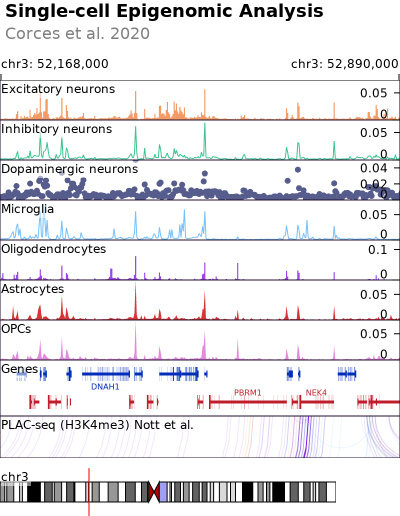 Single-cell Epigenomic Analysis
Corces et al. 2020
chr3: 52,168,000 chr3: 52,890,000
Excitatory neurons 0.05
0
Inhibitory neurons 0.05
0
Dopaminergic neurons 0.04
0.02
0
Microglia 0.05
0
Oligodendrocytes 0.1
0
Astrocytes 0.05
0
OPCs 0.05
0
Genes
DNAH1
PBRM1 NEK4
PLAC-seq (H3K4me3) Nott et al.
chr3